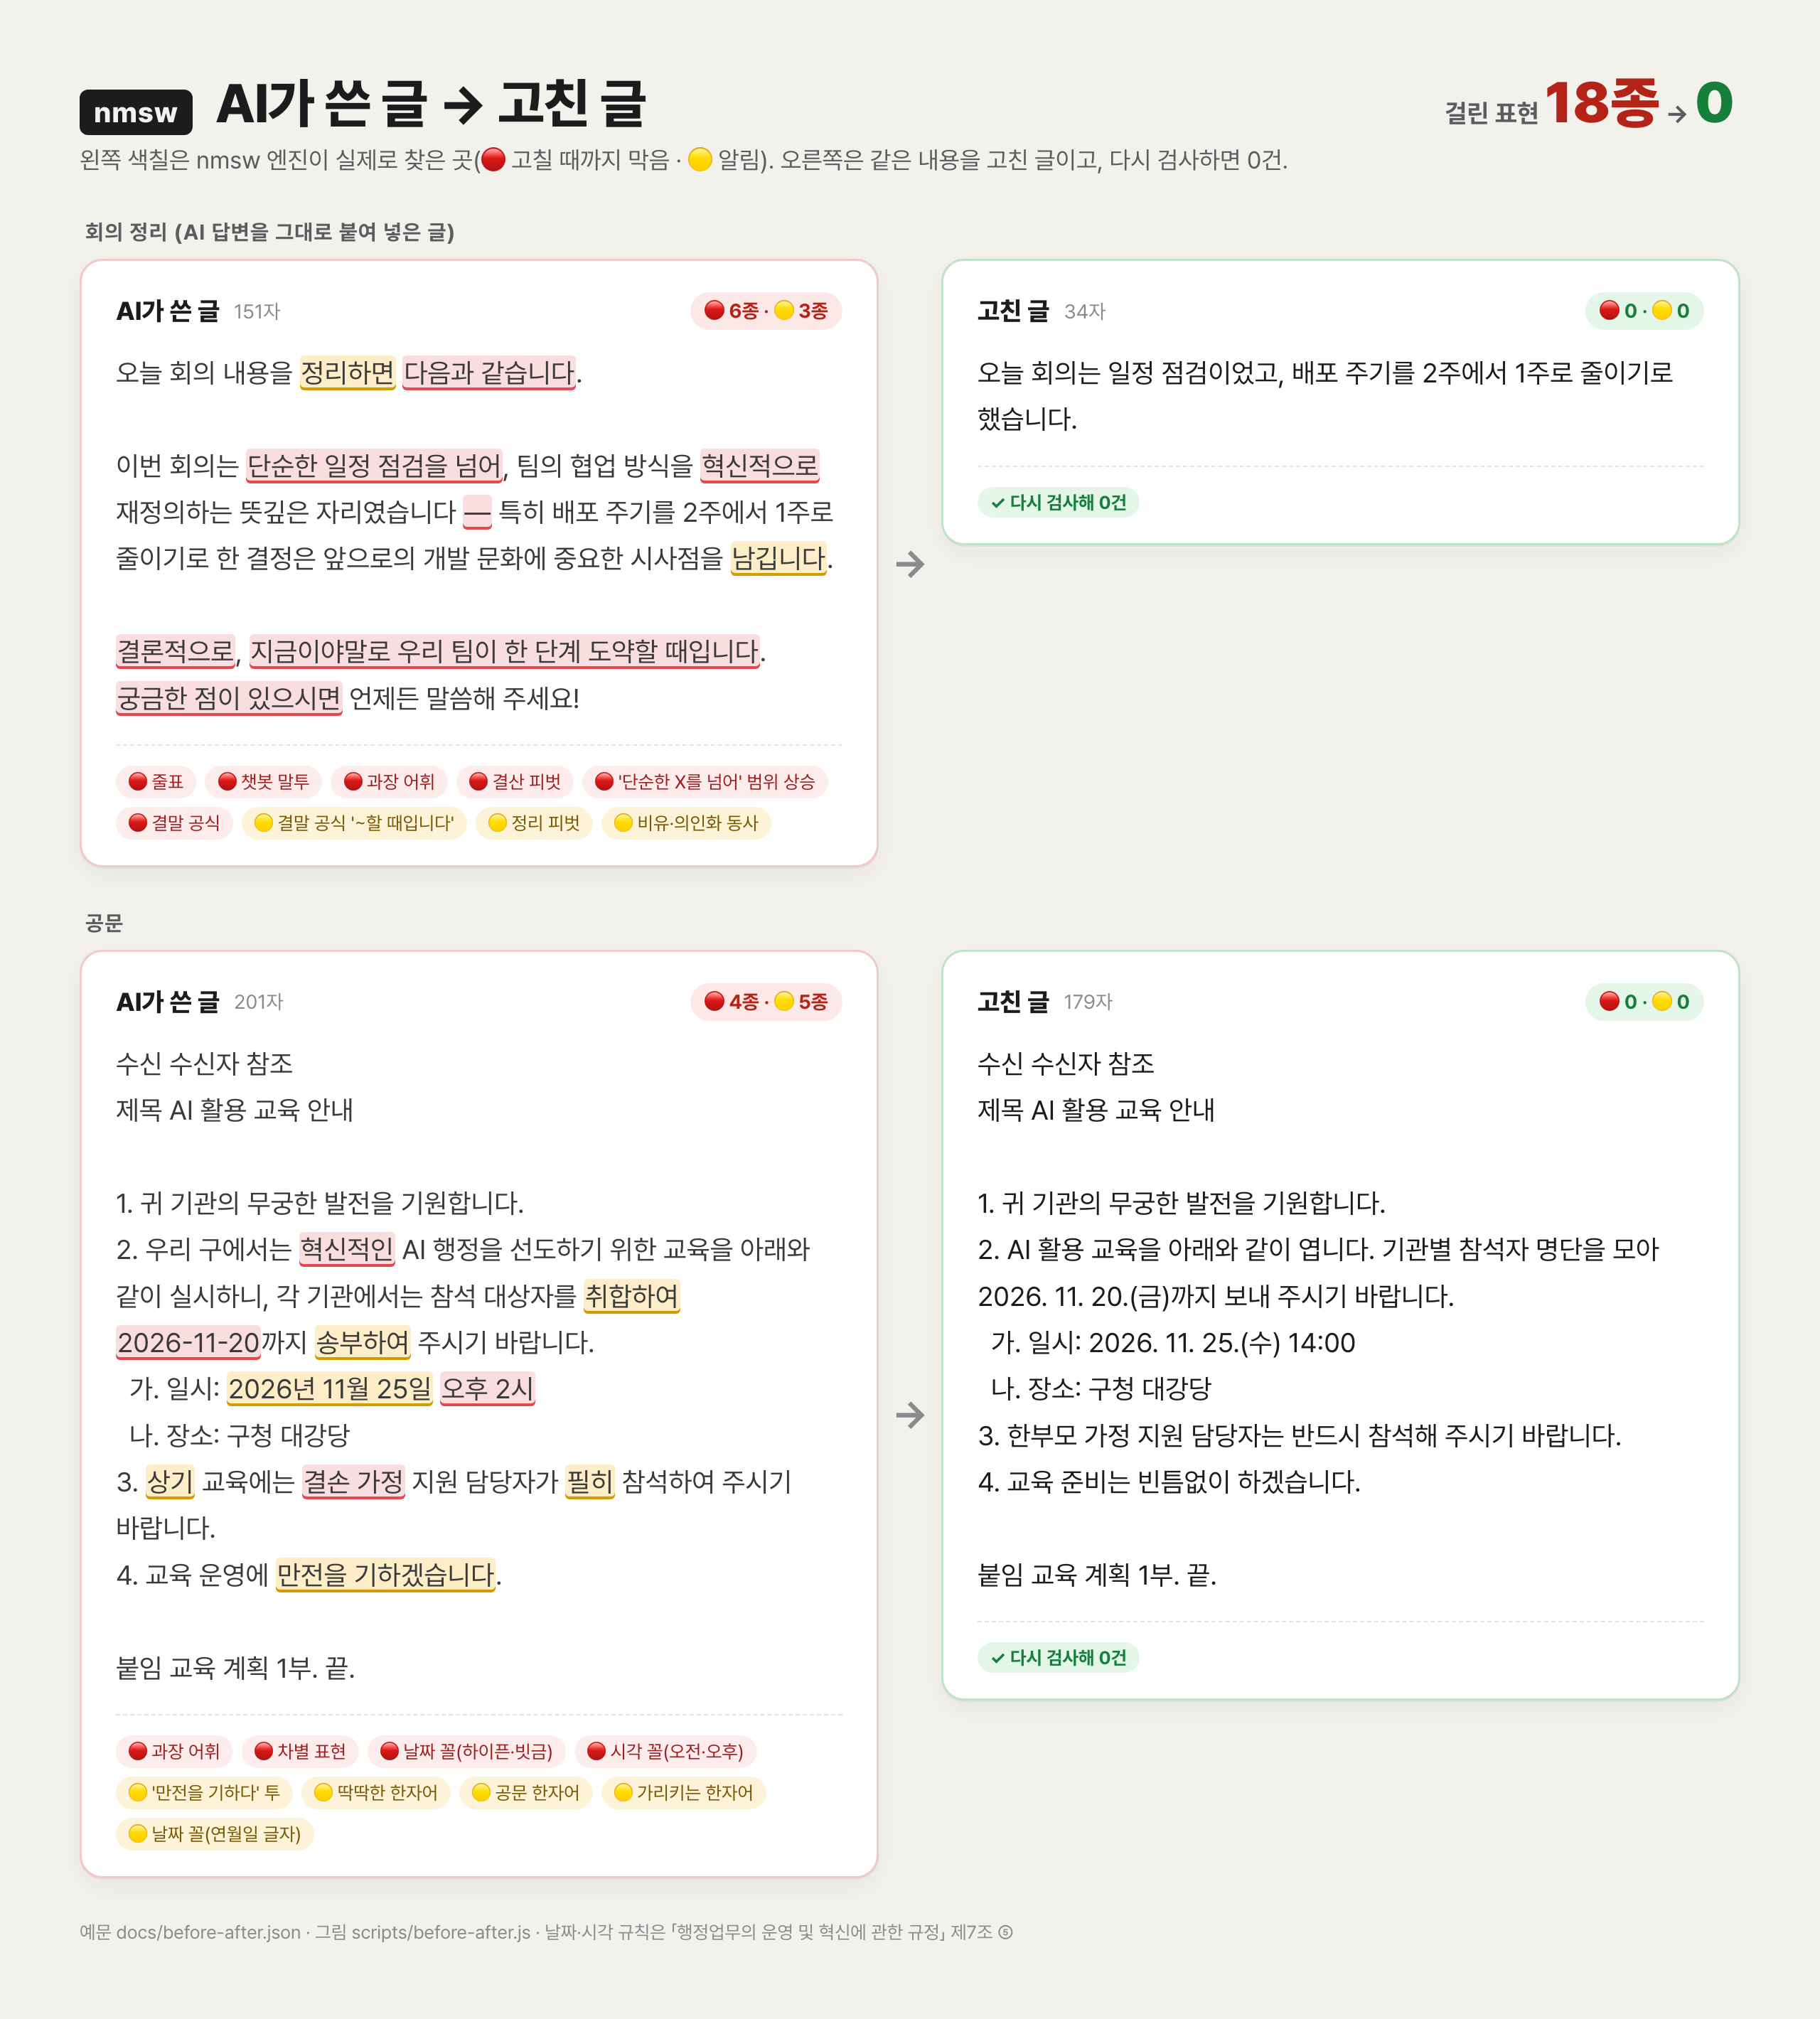 nmsw AI가 쓴 글 → 고친 글
걸린 표현 18종 → 0
왼쪽 색칠은 nmsw 엔진이 실제로 찾은 곳(🔴 고칠 때까지 막음 · 🟡 알림). 오른쪽은 같은 내용을 고친 글이고, 다시 검사하면 0건.
회의 정리 (AI 답변을 그대로 붙여 넣은 글)
AI가 쓴 글 151자
🔴 6종 · 🟡 3종
오늘 회의 내용을 정리하면 다음과 같습니다.
이번 회의는 단순한 일정 점검을 넘어, 팀의 협업 방식을 혁신적으로
재정의하는 뜻깊은 자리였습니다 — 특히 배포 주기를 2주에서 1주로
줄이기로 한 결정은 앞으로의 개발 문화에 중요한 시사점을 남깁니다.
결론적으로, 지금이야말로 우리 팀이 한 단계 도약할 때입니다.
궁금한 점이 있으시면 언제든 말씀해 주세요!
🔴 줄표 🔴 챗봇 말투 🔴 과장 어휘 🔴 결산 피벗 🔴 '단순한 X를 넘어' 범위 상승
🔴 결말 공식 🟡 결말 공식 '~할 때입니다' 🟡 정리 피벗 🟡 비유·의인화 동사
→
고친 글 34자
🔴 0 · 🟡 0
오늘 회의는 일정 점검이었고, 배포 주기를 2주에서 1주로 줄이기로
했습니다.
✓ 다시 검사해 0건
공문
AI가 쓴 글 201자
🔴 4종 · 🟡 5종
수신 수신자 참조
제목 AI 활용 교육 안내
1. 귀 기관의 무궁한 발전을 기원합니다.
2. 우리 구에서는 혁신적인 AI 행정을 선도하기 위한 교육을 아래와
같이 실시하니, 각 기관에서는 참석 대상자를 취합하여
2026-11-20까지 송부하여 주시기 바랍니다.
가. 일시: 2026년 11월 25일 오후 2시
나. 장소: 구청 대강당
3. 상기 교육에는 결손 가정 지원 담당자가 필히 참석하여 주시기
바랍니다.
4. 교육 운영에 만전을 기하겠습니다.
붙임 교육 계획 1부. 끝.
🔴 과장 어휘 🔴 차별 표현 🔴 날짜 꼴(하이픈·빗금) 🔴 시각 꼴(오전·오후)
🟡 '만전을 기하다' 투 🟡 딱딱한 한자어 🟡 공문 한자어 🟡 가리키는 한자어
🟡 날짜 꼴(연월일 글자)
→
고친 글 179자
🔴 0 · 🟡 0
수신 수신자 참조
제목 AI 활용 교육 안내
1. 귀 기관의 무궁한 발전을 기원합니다.
2. AI 활용 교육을 아래와 같이 엽니다. 기관별 참석자 명단을 모아
2026. 11. 20.(금)까지 보내 주시기 바랍니다.
가. 일시: 2026. 11. 25.(수) 14:00
나. 장소: 구청 대강당
3. 한부모 가정 지원 담당자는 반드시 참석해 주시기 바랍니다.
4. 교육 준비는 빈틈없이 하겠습니다.
붙임 교육 계획 1부. 끝.
✓ 다시 검사해 0건
예문 docs/before-after.json · 그림 scripts/before-after.js · 날짜·시각 규칙은 「행정업무의 운영 및 혁신에 관한 규정」 제7조 ⑤